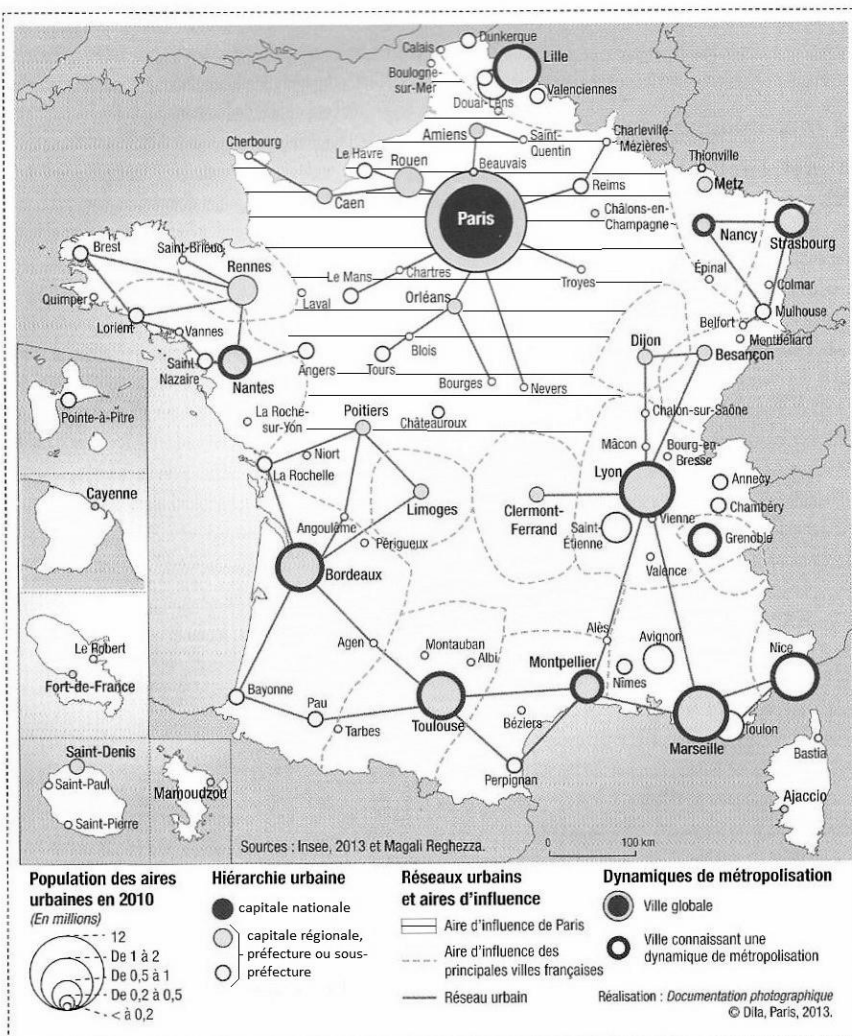 Dunkerque
Calais
Lille
Boulogne-
sur-Mer
Valenciennes
Douai-Lens
Amiens
Saint-
Quentin
Charleville-
Mézières
Cherbourg
Le Havre
Rouen
Beauvais
Thionville
Metz
Reims
Caen
Paris
Châlons-en-
Champagne
Nancy
Strasbourg
Brest
Saint-Brieuc
Rennes
Le Mans
Chartres
Troyes
Épinal
Colmar
Quimper
Laval
Orléans
Lorient
Vannes
Mulhouse
Belfort
Montbéliard
Blois
Dijon
Besançon
Saint-
Nazaire
Nantes
Angers
Tours
Bourges
Nevers
Pointe-à-Pitre
La Roche-
sur-Yon
Poitiers
Châteauroux
Chalon-sur-Saône
Mâcon
Bourg-en-
Bresse
Niort
La Rochelle
Lyon
Annecy
Cayenne
Limoges
Clermont-
Ferrand
Chambéry
Angoulême
Saint-
Étienne
Vienne
Grenoble
Périgueux
Valence
Bordeaux
Le Robert
Agen
Montauban
Albi
Alès
Avignon
Nice
Fort-de-France
Montpellier
Nîmes
Bayonne
Pau
Toulouse
Béziers
Toulon
Saint-Denis
Tarbes
Marseille
Bastia
Saint-Paul
Mamoudzou
Perpignan
Ajaccio
Saint-Pierre
Sources : Insee, 2013 et Magali Reghezza.
0 100 km
Population des aires
urbaines en 2010
(En millions)
12
De 1 à 2
De 0,5 à 1
De 0,2 à 0,5
< à 0,2
Hiérarchie urbaine
capitale nationale
capitale régionale,
préfecture ou sous-
préfecture
Réseaux urbains
et aires d'influence
Aire d'influence de Paris
Aire d'influence des
principales villes françaises
Réseau urbain
Dynamiques de métropolisation
Ville globale
Ville connaissant une
dynamique de métropolisation
Réalisation : Documentation photographique
© Dila, Paris, 2013.